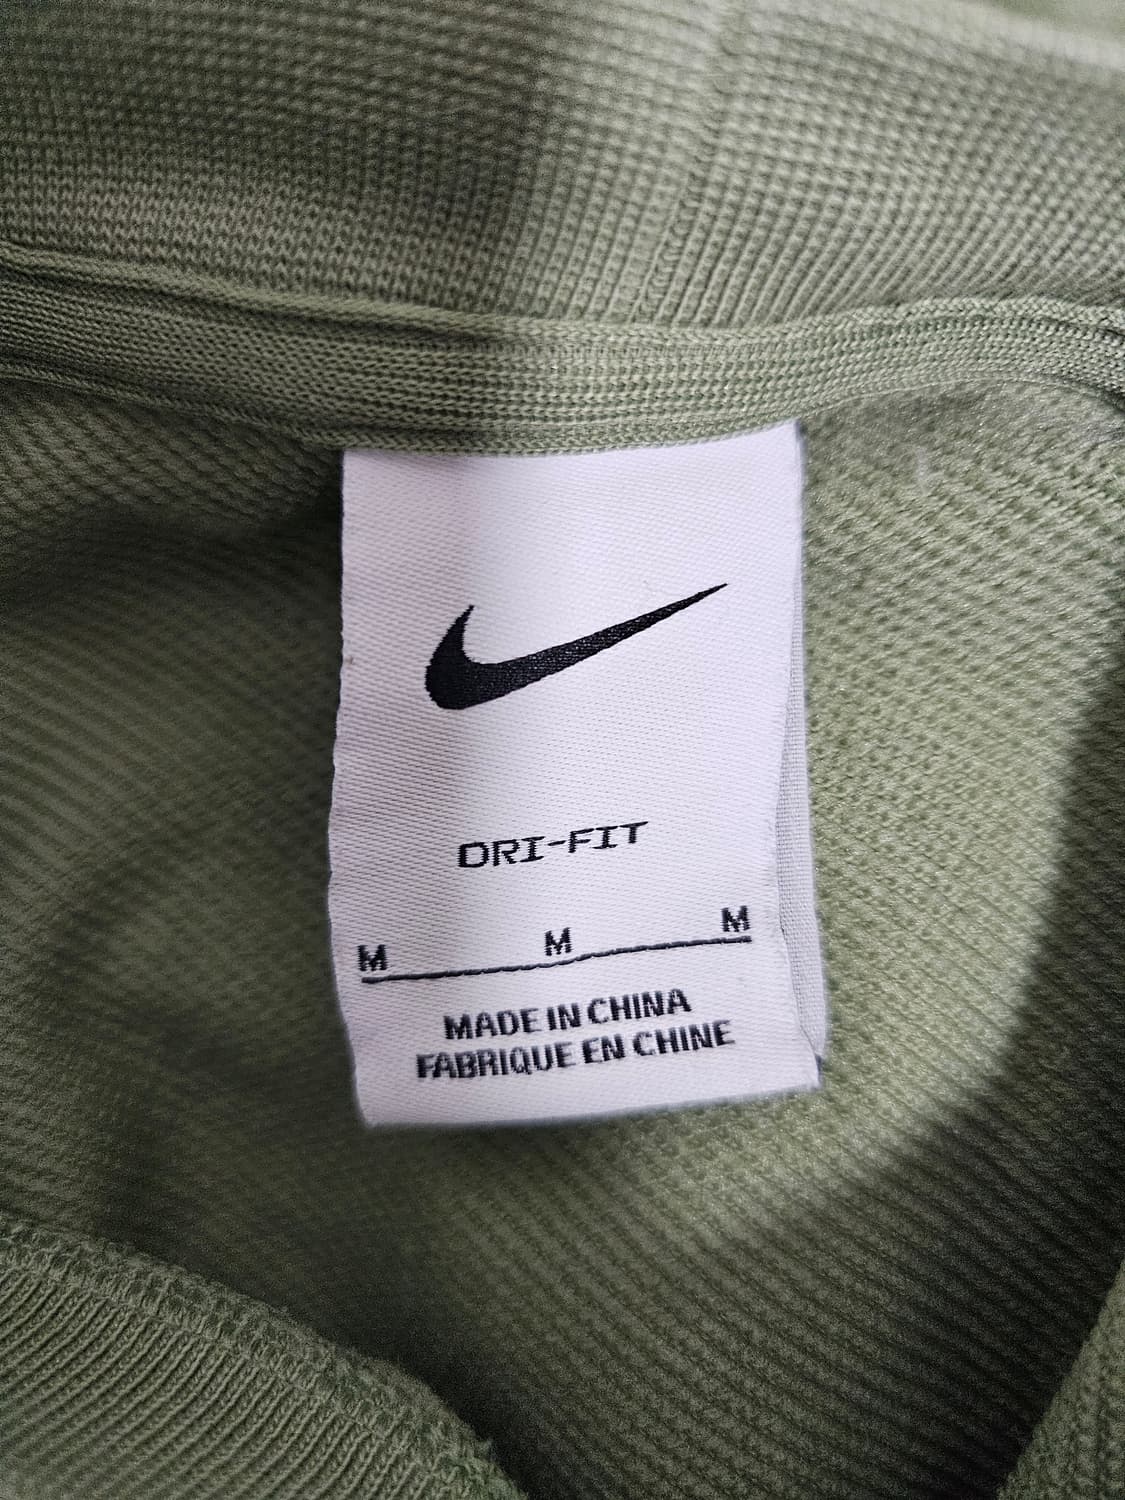 DRI-FIT
M M M
MADE IN CHINA
FABRIQUE EN CHINE